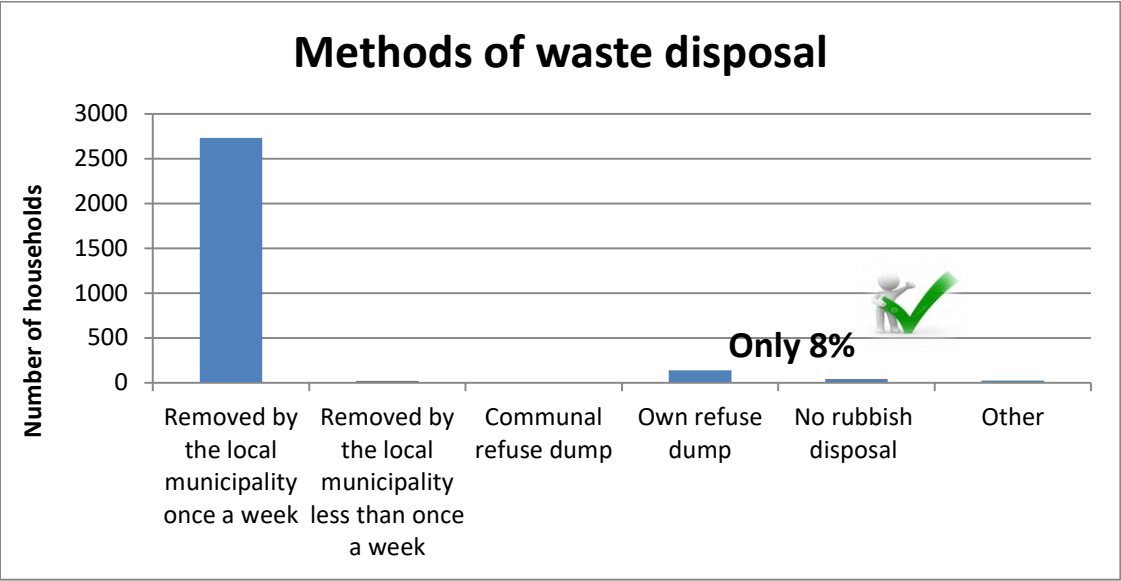 Methods of waste disposal
Number of households
3000
2500
2000
1500
1000
500
0
Only 8%
Removed by
the local
municipality
once a week
Removed by
the local
municipality
less than once
a week
Communal
refuse dump
Own refuse
dump
No rubbish
disposal
Other